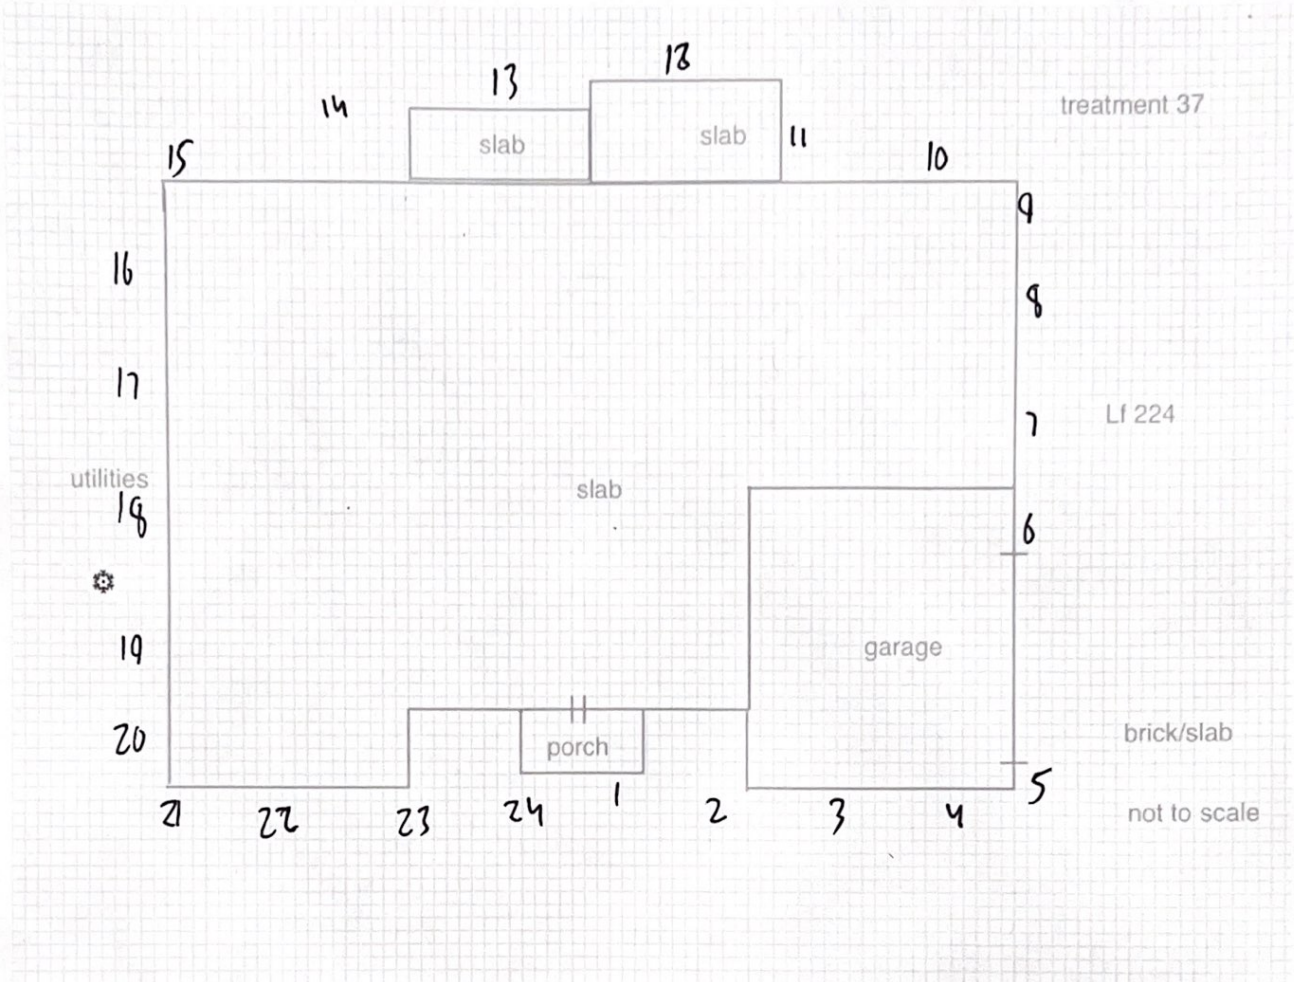 18
13
14
treatment 37
slab
slab
11
15
10
9
16
8
17
7
Lf 224
utilities
slab
18
6
19
garage
20
porch
brick/slab
5
1
21
22
23
24
2
3
4
not to scale